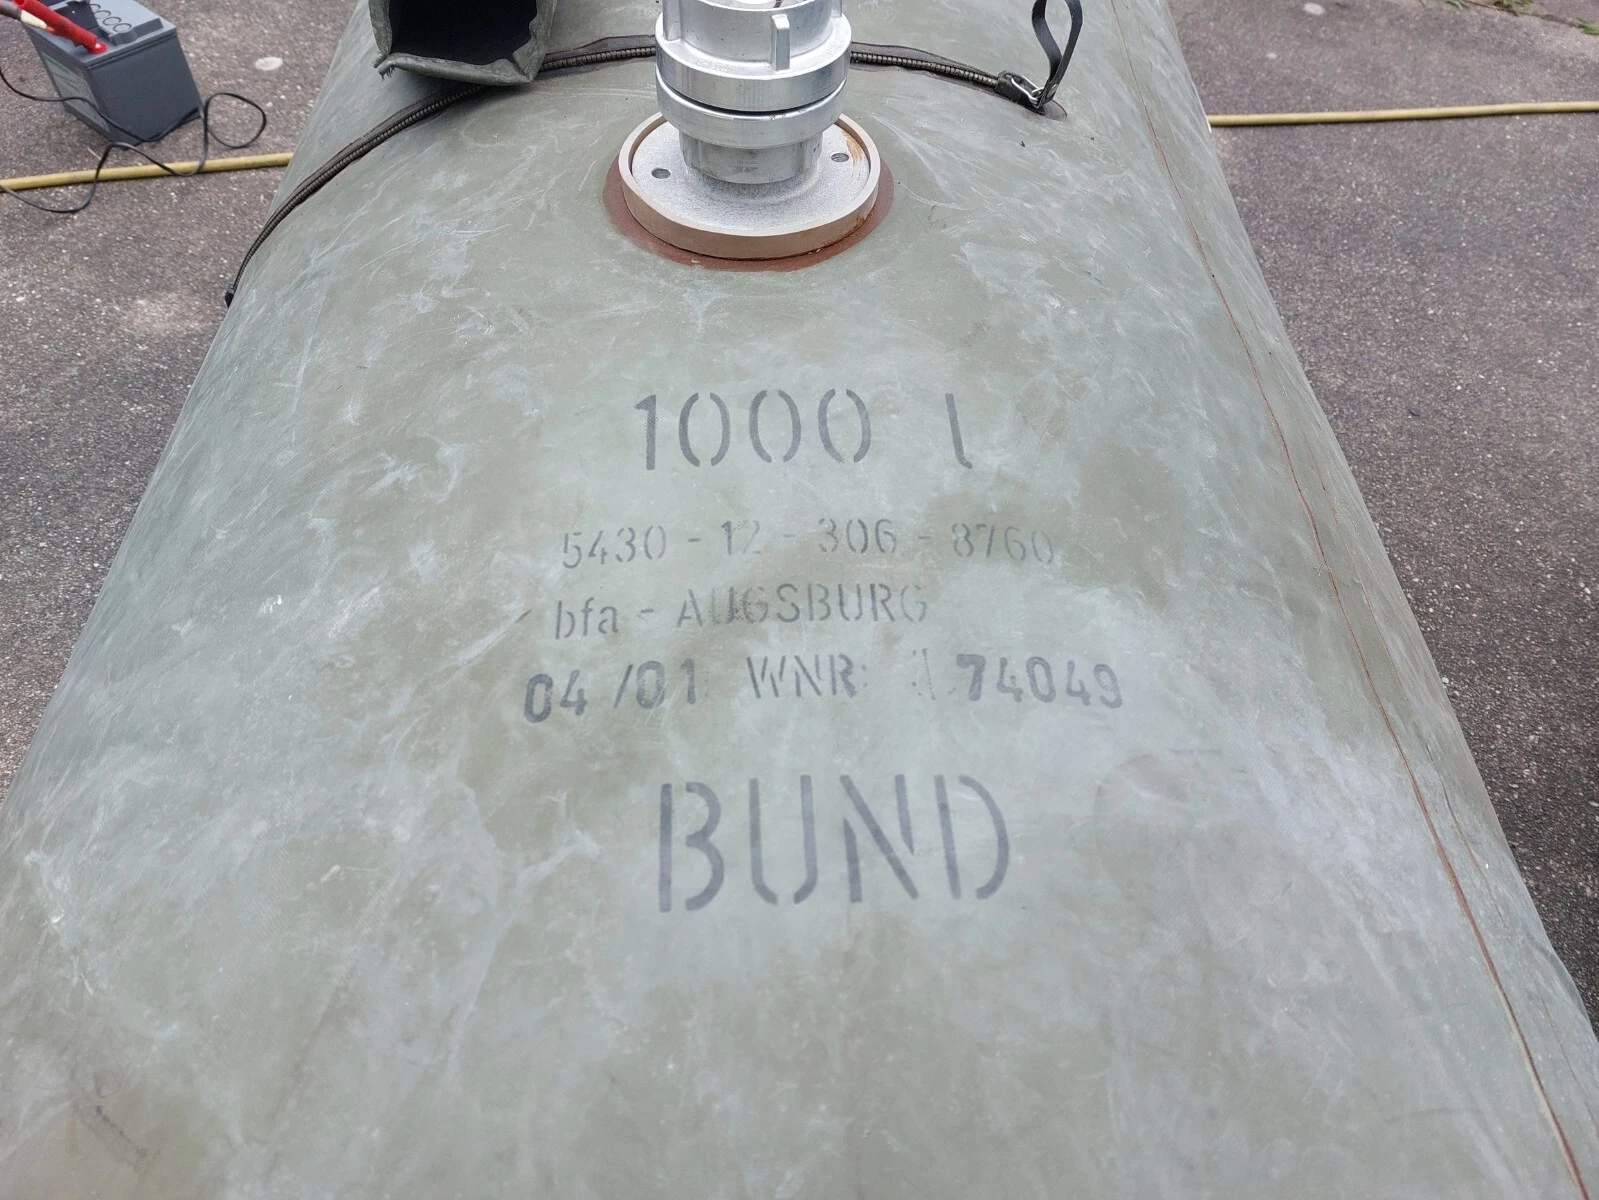 1000 l
5430-12-306-8760
bfa - AUGSBURG
04/01 WNR: 74049
BUND